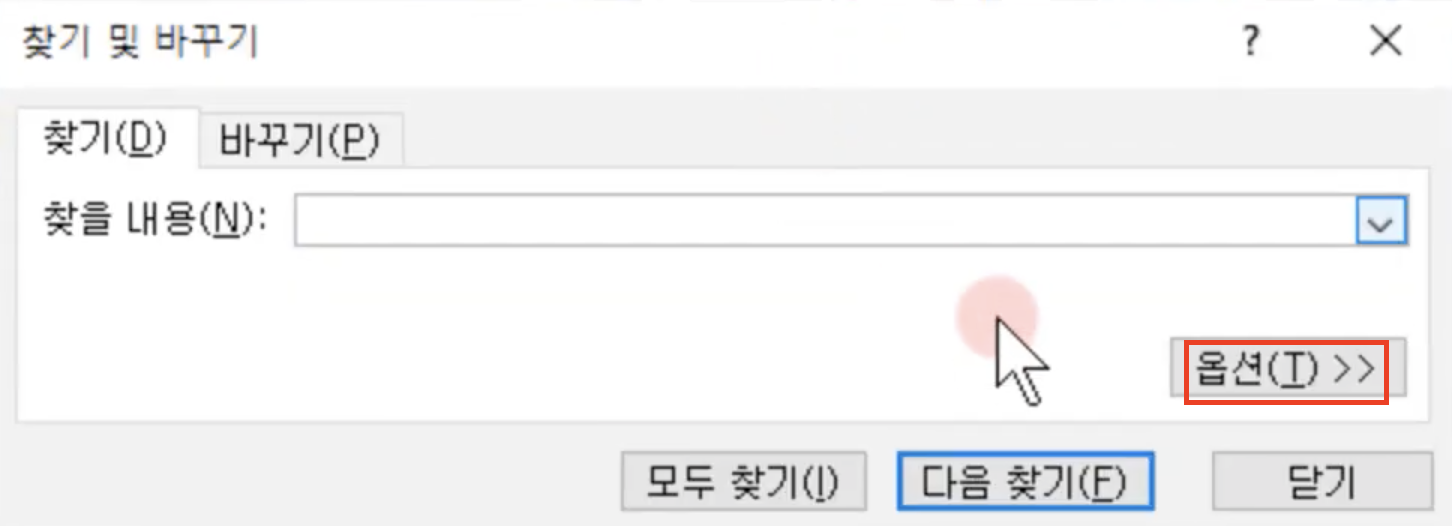 찾기 및 바꾸기 ?
찾기(D) 바꾸기(P)
찾을 내용(N):
옵션(T) >>
모두 찾기(I) 다음 찾기(F) 닫기